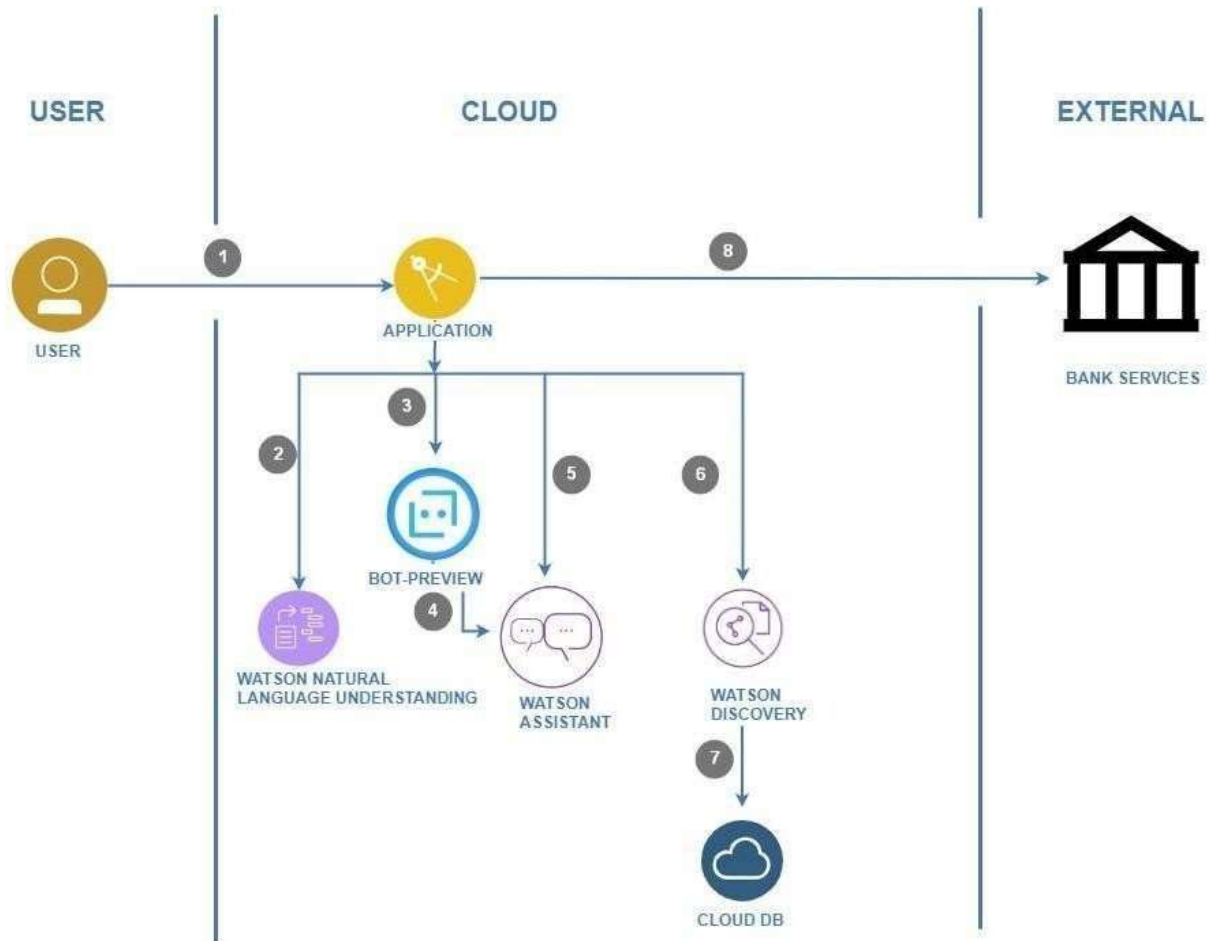 USER
CLOUD
EXTERNAL
1
8
USER
APPLICATION
BANK SERVICES
2
3
5
6
BOT-PREVIEW
4
WATSON NATURAL
LANGUAGE UNDERSTANDING
WATSON
ASSISTANT
WATSON
DISCOVERY
7
CLOUD DB